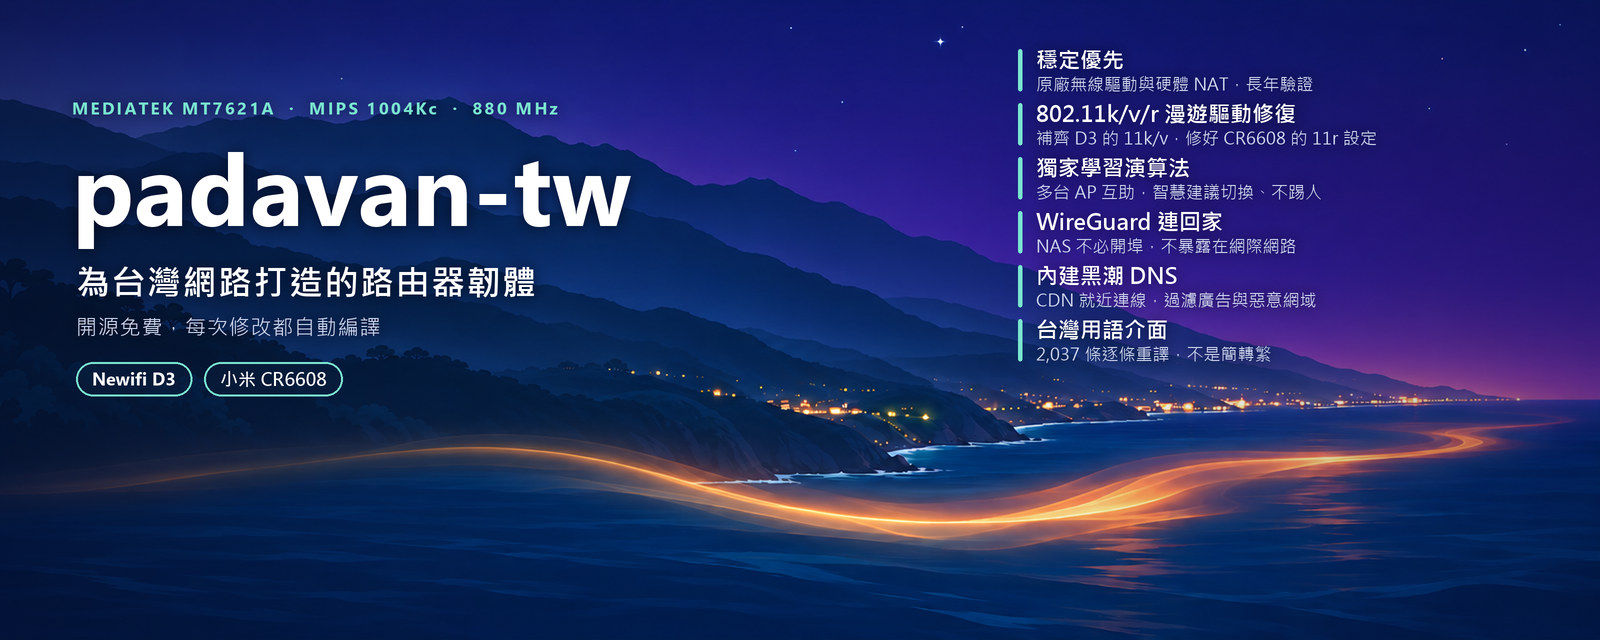 MEDIATEK MT7621A · MIPS 1004Kc · 880 MHz
padavan-tw
為台灣網路打造的路由器韌體
開源免費，每次修改都自動編譯
Newifi D3
小米 CR6608
穩定優先
原廠無線驅動與硬體 NAT，長年驗證
802.11k/v/r 漫遊驅動修復
補齊 D3 的 11k/v，修好 CR6608 的 11r 設定
獨家學習演算法
多台 AP 互助，智慧建議切換、不踢人
WireGuard 連回家
NAS 不必開埠，不暴露在網際網路
內建黑潮 DNS
CDN 就近連線，過濾廣告與惡意網域
台灣用語介面
2,037 條逐條重譯，不是簡轉繁